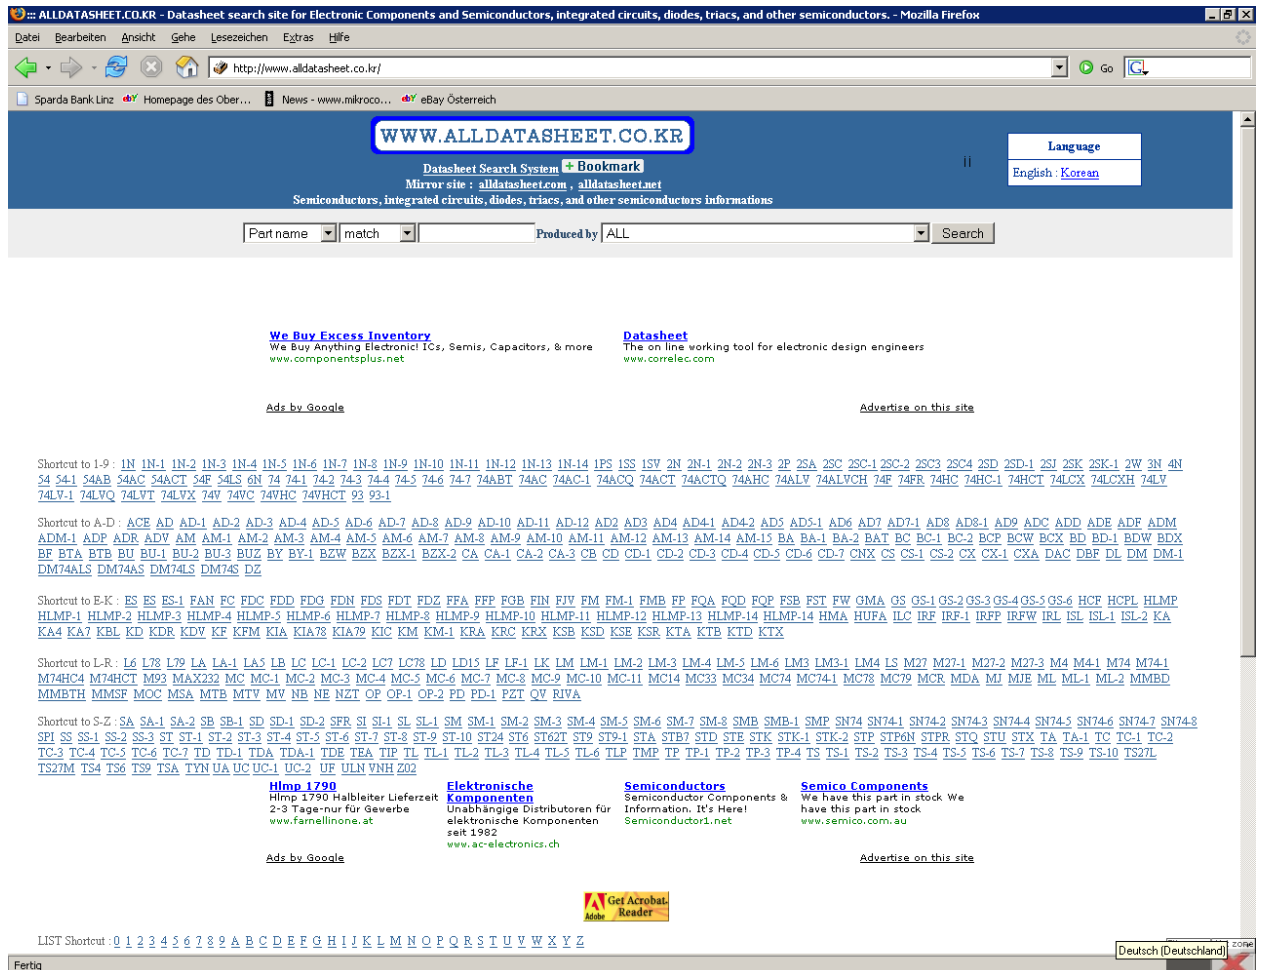 ::: ALLDATASHEET.CO.KR - Datasheet search site for Electronic Components and Semiconductors, integrated circuits, diodes, triacs, and other semiconductors. - Mozilla Firefox
Datei Bearbeiten Ansicht Gehe Lesezeichen Extras Hilfe
http://www.alldatasheet.co.kr/ Go G
Sparda Bank Linz Homepage des Ober... News - www.mikroco... eBay Österreich
WWW.ALLDATASHEET.CO.KR
Datasheet Search System + Bookmark
Mirror site : alldatasheet.com , alldatasheet.net
Semiconductors, integrated circuits, diodes, triacs, and other semiconductors informations
ii
Language
English : Korean
Part name match Produced by ALL Search
We Buy Excess Inventory
We Buy Anything Electronic! ICs, Semis, Capacitors, & more
www.componentsplus.net
Datasheet
The on line working tool for electronic design engineers
www.correlec.com
Ads by Google Advertise on this site
Shortcut to 1-9 : 1N 1N-1 1N-2 1N-3 1N-4 1N-5 1N-6 1N-7 1N-8 1N-9 1N-10 1N-11 1N-12 1N-13 1N-14 1PS 1SS 1SV 2N 2N-1 2N-2 2N-3 2P 2SA 2SC 2SC-1 2SC-2 2SC3 2SC4 2SD 2SD-1 2SJ 2SK 2SK-1 2W 3N 4N
54 54-1 54AB 54AC 54ACT 54F 54LS 6N 74 74-1 74-2 74-3 74-4 74-5 74-6 74-7 74ABT 74AC 74AC-1 74ACQ 74ACT 74ACTQ 74AHC 74ALV 74ALVCH 74F 74FR 74HC 74HC-1 74HCT 74LCX 74LCXH 74LV
74LV-1 74LVQ 74LVT 74LVX 74V 74VC 74VHC 74VHCT 93 93-1
Shortcut to A-D : ACE AD AD-1 AD-2 AD-3 AD-4 AD-5 AD-6 AD-7 AD-8 AD-9 AD-10 AD-11 AD-12 AD2 AD3 AD4 AD4-1 AD4-2 AD5 AD5-1 AD6 AD7 AD7-1 AD8 AD8-1 AD9 ADC ADD ADE ADF ADM
ADM-1 ADP ADR ADV AM AM-1 AM-2 AM-3 AM-4 AM-5 AM-6 AM-7 AM-8 AM-9 AM-10 AM-11 AM-12 AM-13 AM-14 AM-15 BA BA-1 BA-2 BAT BC BC-1 BC-2 BCP BCW BCX BD BD-1 BDW BDX
BF BTA BTB BU BU-1 BU-2 BU-3 BUZ BY BY-1 BZW BZX BZX-1 BZX-2 CA CA-1 CA-2 CA-3 CB CD CD-1 CD-2 CD-3 CD-4 CD-5 CD-6 CD-7 CNX CS CS-1 CS-2 CX CX-1 CXA DAC DBF DL DM DM-1
DM74ALS DM74AS DM74LS DM74S DZ
Shortcut to E-K : ES ES ES-1 FAN FC FDC FDD FDG FDN FDS FDT FDZ FFA FFP FGB FIN FJV FM FM-1 FMB FP FQA FQD FQP FSB FST FW GMA GS GS-1 GS-2 GS-3 GS-4 GS-5 GS-6 HCF HCPL HLMP
HLMP-1 HLMP-2 HLMP-3 HLMP-4 HLMP-5 HLMP-6 HLMP-7 HLMP-8 HLMP-9 HLMP-10 HLMP-11 HLMP-12 HLMP-13 HLMP-14 HLMP-14 HMA HUFA ILC IRF IRF-1 IRFP IRFW IRL ISL ISL-1 ISL-2 KA
KA4 KA7 KBL KD KDR KDV KF KFM KIA KIA78 KIA79 KIC KM KM-1 KRA KRC KRX KSB KSD KSE KSR KTA KTB KTD KTX
Shortcut to L-R : L6 L78 L79 LA LA-1 LA5 LB LC LC-1 LC-2 LC7 LC78 LD LD15 LF LF-1 LK LM LM-1 LM-2 LM-3 LM-4 LM-5 LM-6 LM3 LM3-1 LM4 LS M27 M27-1 M27-2 M27-3 M4 M4-1 M74 M74-1
M74HC4 M74HCT M93 MAX232 MC MC-1 MC-2 MC-3 MC-4 MC-5 MC-6 MC-7 MC-8 MC-9 MC-10 MC-11 MC14 MC33 MC34 MC74 MC74-1 MC78 MC79 MCR MDA MJ MJE ML ML-1 ML-2 MMBD
MMBTH MMSF MOC MSA MTB MTV MV NB NE NZT OP OP-1 OP-2 PD PD-1 PZT QV RIVA
Shortcut to S-Z : SA SA-1 SA-2 SB SB-1 SD SD-1 SD-2 SFR SI SI-1 SL SL-1 SM SM-1 SM-2 SM-3 SM-4 SM-5 SM-6 SM-7 SM-8 SMB SMB-1 SMP SN74 SN74-1 SN74-2 SN74-3 SN74-4 SN74-5 SN74-6 SN74-7 SN74-8
SPI SS SS-1 SS-2 SS-3 ST ST-1 ST-2 ST-3 ST-4 ST-5 ST-6 ST-7 ST-8 ST-9 ST-10 ST24 ST6 ST62T ST9 ST9-1 STA STB7 STD STE STK STK-1 STK-2 STP STP6N STPR STQ STU STX TA TA-1 TC TC-1 TC-2
TC-3 TC-4 TC-5 TC-6 TC-7 TD TD-1 TDA TDA-1 TDE TEA TIP TL TL-1 TL-2 TL-3 TL-4 TL-5 TL-6 TLP TMP TP TP-1 TP-2 TP-3 TP-4 TS TS-1 TS-2 TS-3 TS-4 TS-5 TS-6 TS-7 TS-8 TS-9 TS-10 TS27L
TS27M TS4 TS6 TS9 TSA TYN UA UC UC-1 UC-2 UF ULN VNH Z02
Hlmp 1790
Hlmp 1790 Halbleiter Lieferzeit
2-3 Tage-nur für Gewerbe
www.farnellinone.at
Elektronische
Komponenten
Unabhängige Distributoren für
elektronische Komponenten
seit 1982
www.ac-electronics.ch
Semiconductors
Semiconductor Components &
Information. It's Here!
Semiconductor1.net
Semico Components
We have this part in stock We
have this part in stock
www.semico.com.au
Ads by Google Advertise on this site
Adobe Get Acrobat
Reader
LIST Shortcut : 0 1 2 3 4 5 6 7 8 9 A B C D E F G H I J K L M N O P Q R S T U V W X Y Z
zone
Deutsch (Deutschland)
Fertig